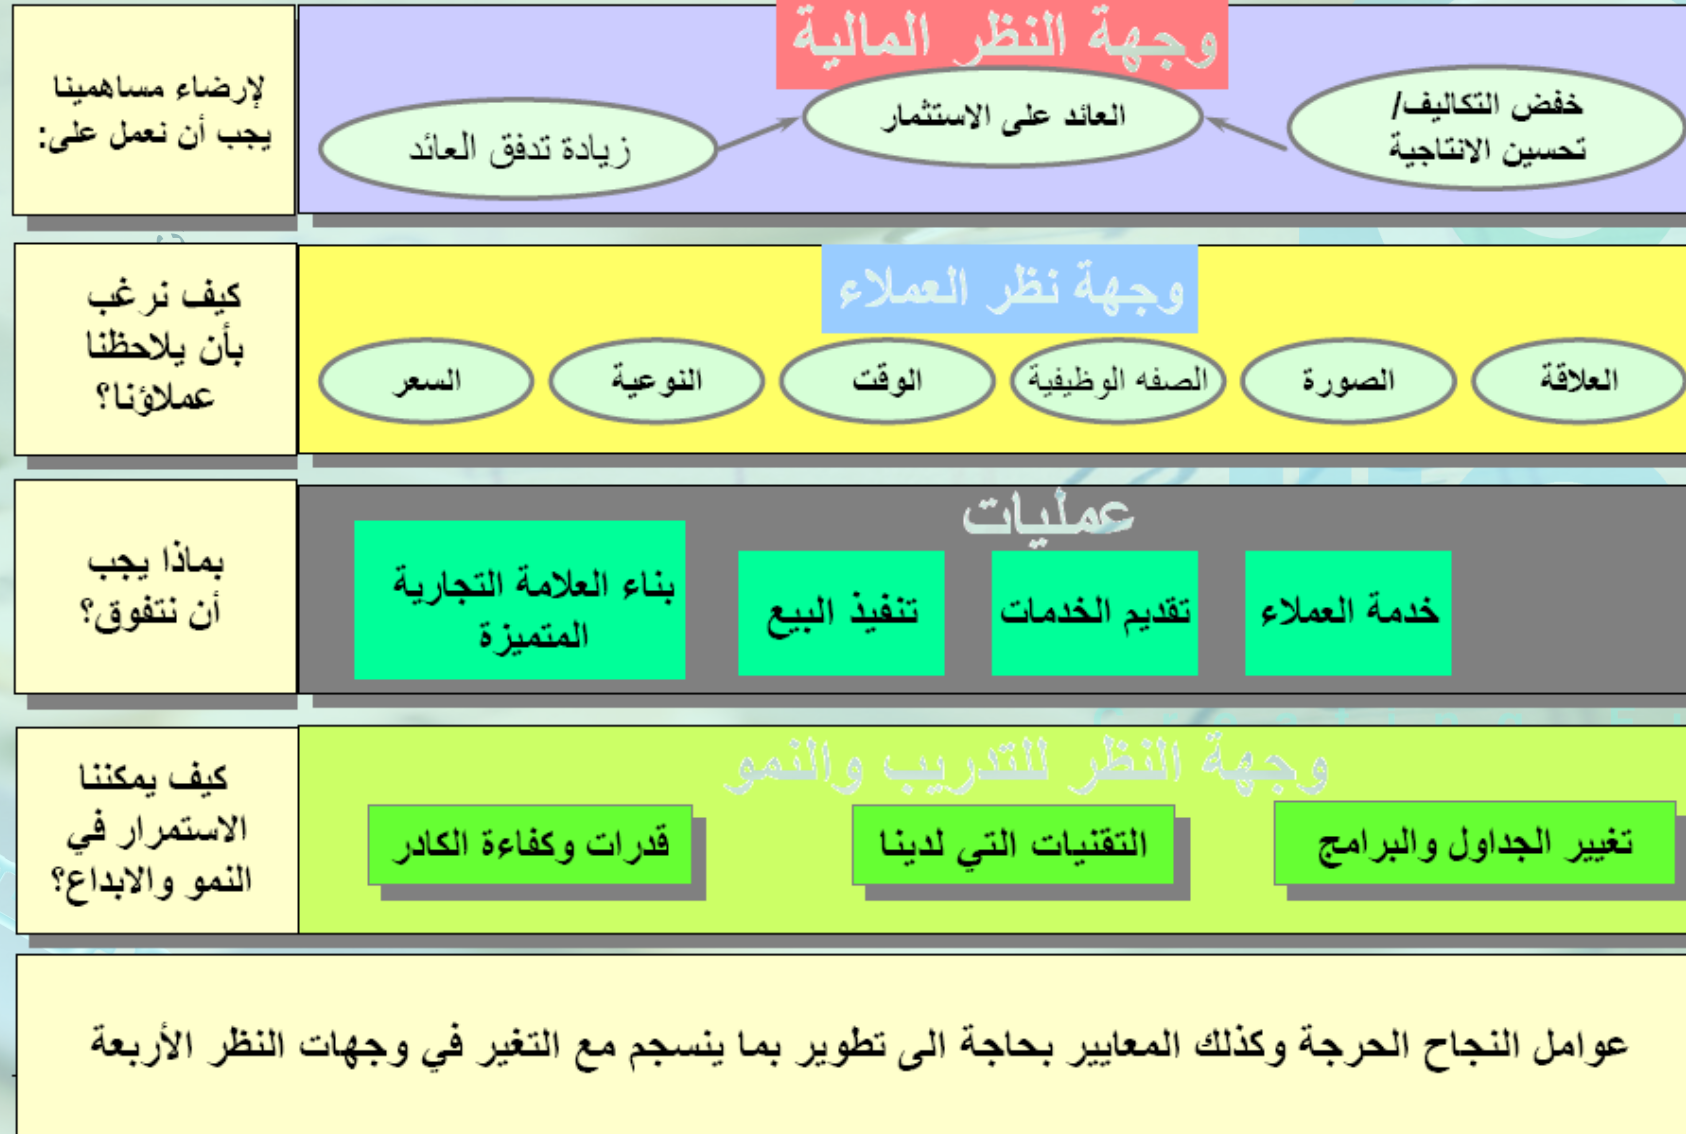 وجهة النظر المالية
لإرضاء مساهمينا
يجب أن نعمل على:
خفض التكاليف/
تحسين الانتاجية
العائد على الاستثمار
زيادة تدفق العائد
وجهة نظر العملاء
كيف نرغب
بأن يلاحظنا
عملاؤنا؟
العلاقة
الصورة
الصفه الوظيفية
الوقت
النوعية
السعر
عمليات
بماذا يجب
أن نتفوق؟
خدمة العملاء
تقديم الخدمات
تنفيذ البيع
بناء العلامة التجارية
المتميزة
وجهة النظر للتدريب والنمو
كيف يمكننا
الاستمرار في
النمو والابداع؟
تغيير الجداول والبرامج
التقنيات التي لدينا
قدرات وكفاءة الكادر
عوامل النجاح الحرجة وكذلك المعايير بحاجة الى تطوير بما ينسجم مع التغير في وجهات النظر الأربعة